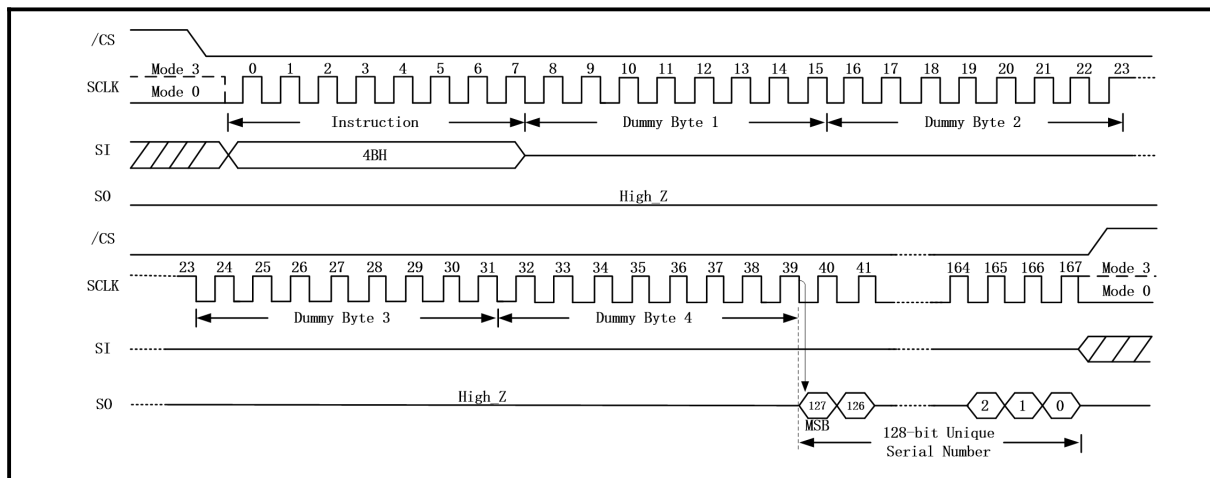 /CS
Mode 3 0 1 2 3 4 5 6 7 8 9 10 11 12 13 14 15 16 17 18 19 20 21 22 23
SCLK
Mode 0
Instruction Dummy Byte 1 Dummy Byte 2
SI 4BH
SO High_Z
/CS
23 24 25 26 27 28 29 30 31 32 33 34 35 36 37 38 39 40 41 164 165 166 167 Mode 3
SCLK
Mode 0
Dummy Byte 3 Dummy Byte 4
SI
SO High_Z 127 126 2 1 0
MSB
128-bit Unique
Serial Number